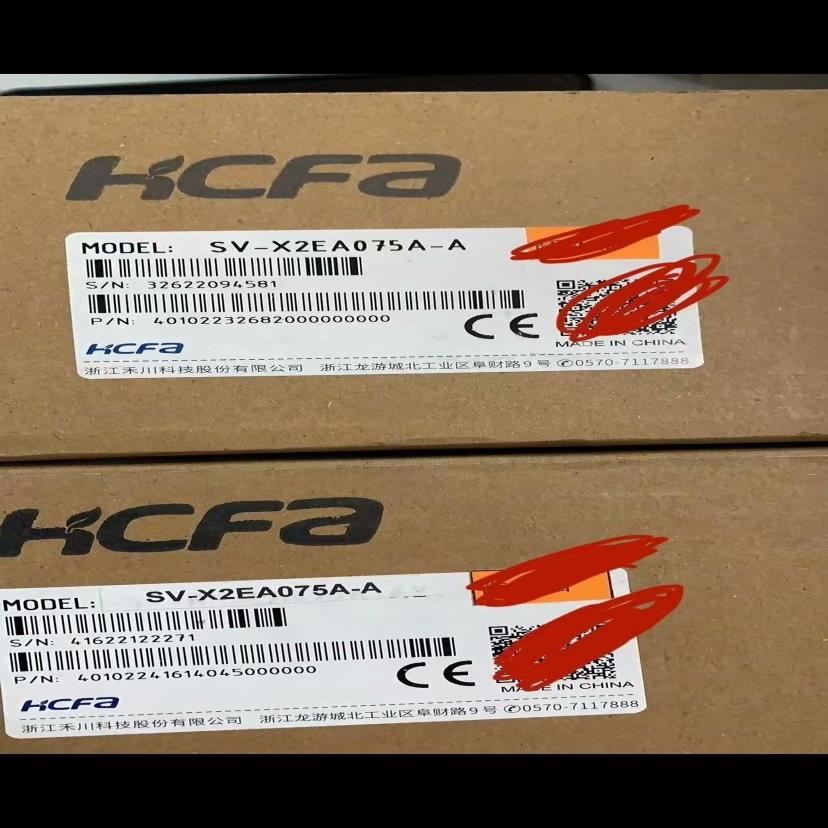 HCFA
MODEL: SV-X2EA075A-A
S/N: 32622094581
P/N: 40102232682000000000
CE
MADE IN CHINA
HCFA
浙江禾川科技股份有限公司 浙江龙游城北工业区阜财路9号 ✆0570-7117888
HCFA
MODEL: SV-X2EA075A-A
S/N: 41622122271
P/N: 40102241614045000000
CE
MADE IN CHINA
HCFA
浙江禾川科技股份有限公司 浙江龙游城北工业区阜财路9号 ✆0570-7117888